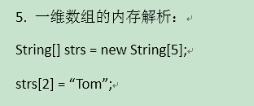 5. 一维数组的内存解析：
String[] strs = new String[5];
strs[2] = “Tom”;